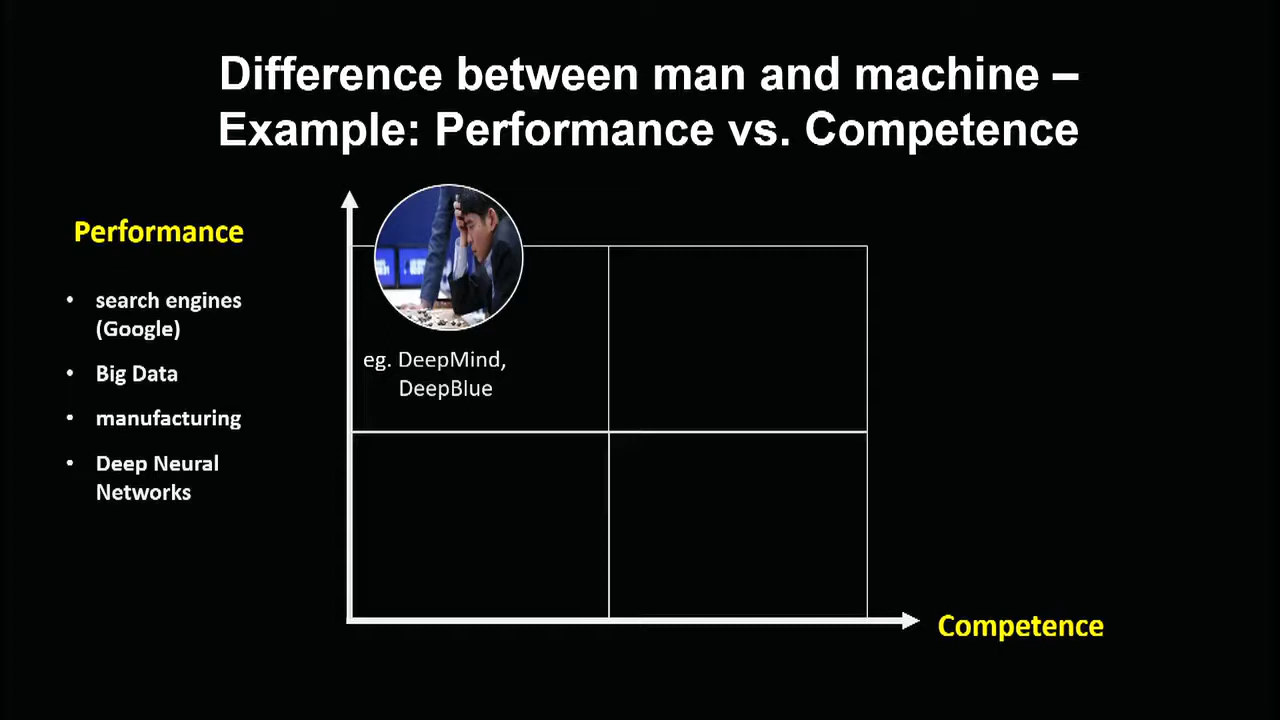 Difference between man and machine –
Example: Performance vs. Competence
Performance
• search engines
(Google)
• Big Data
• manufacturing
• Deep Neural
Networks
eg. DeepMind,
DeepBlue
Competence